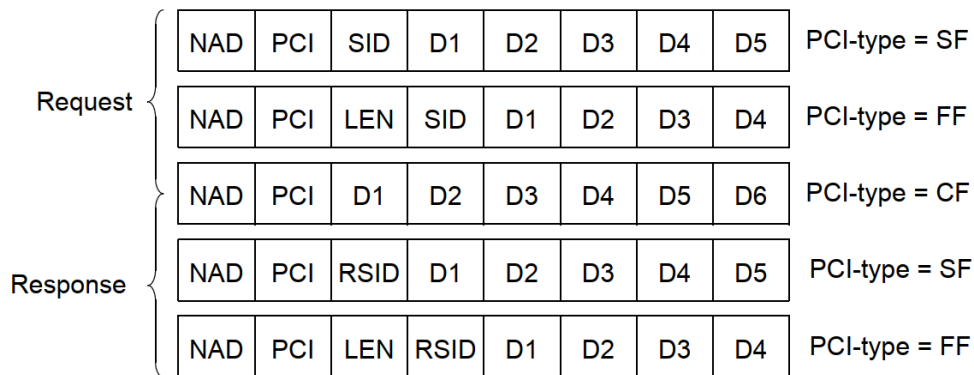 NAD PCI SID D1 D2 D3 D4 D5 PCI-type = SF
Request
NAD PCI LEN SID D1 D2 D3 D4 PCI-type = FF
NAD PCI D1 D2 D3 D4 D5 D6 PCI-type = CF
Response
NAD PCI RSID D1 D2 D3 D4 D5 PCI-type = SF
NAD PCI LEN RSID D1 D2 D3 D4 PCI-type = FF